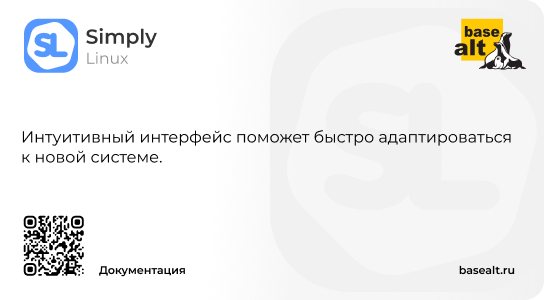 SL
Simply
Linux
base
alt
Интуитивный интерфейс поможет быстро адаптироваться
к новой системе.
Документация
basealt.ru